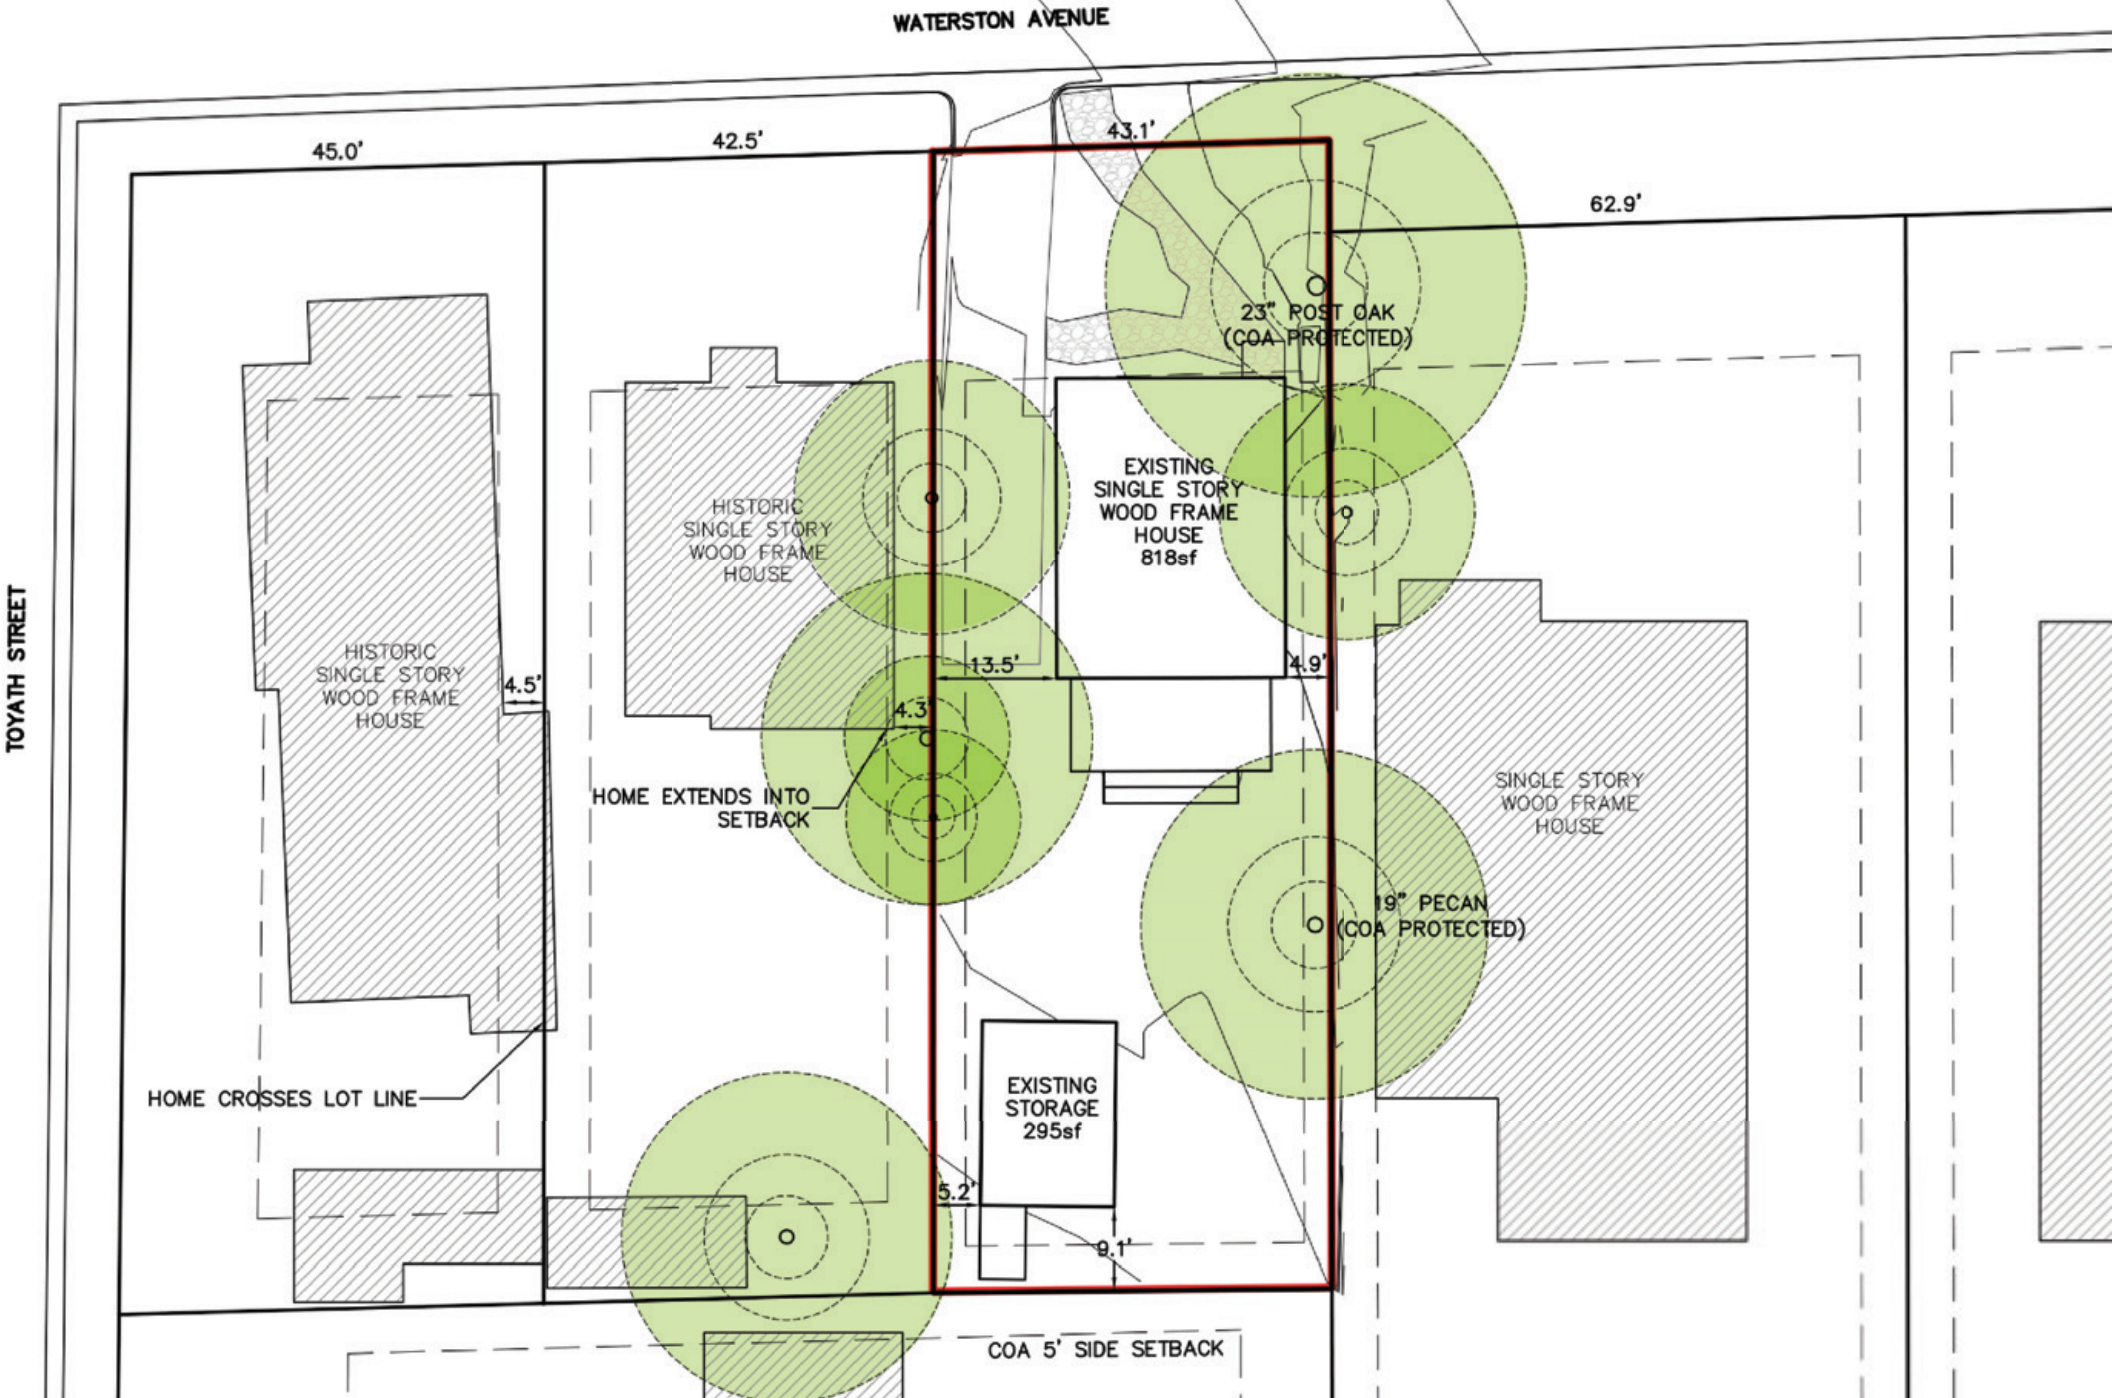 WATERSTON AVENUE
45.0'
42.5'
43.1'
62.9'
23" POST OAK
(COA PROTECTED)
EXISTING
SINGLE STORY
WOOD FRAME
HOUSE
818sf
HISTORIC
SINGLE STORY
WOOD FRAME
HOUSE
TOYATH STREET
HISTORIC
SINGLE STORY
WOOD FRAME
HOUSE
4.5'
13.5'
4.9'
4.3'
HOME EXTENDS INTO
SETBACK
SINGLE STORY
WOOD FRAME
HOUSE
19" PECAN
(COA PROTECTED)
HOME CROSSES LOT LINE
EXISTING
STORAGE
295sf
5.2'
9.1'
COA 5' SIDE SETBACK